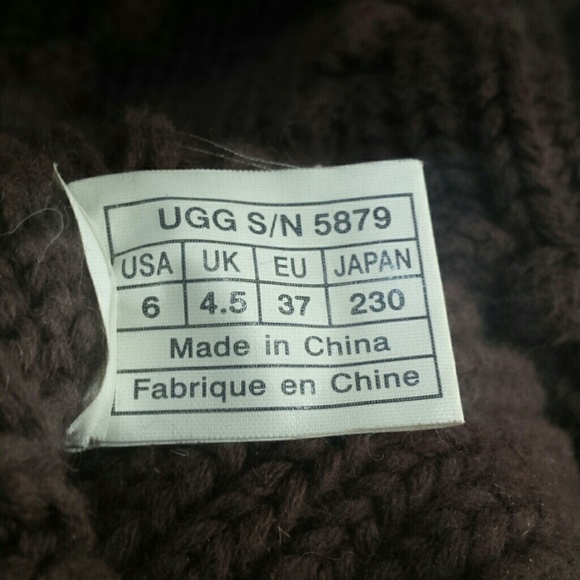 UGG S/N 5879
USA UK EU JAPAN
6 4.5 37 230
Made in China
Fabrique en Chine